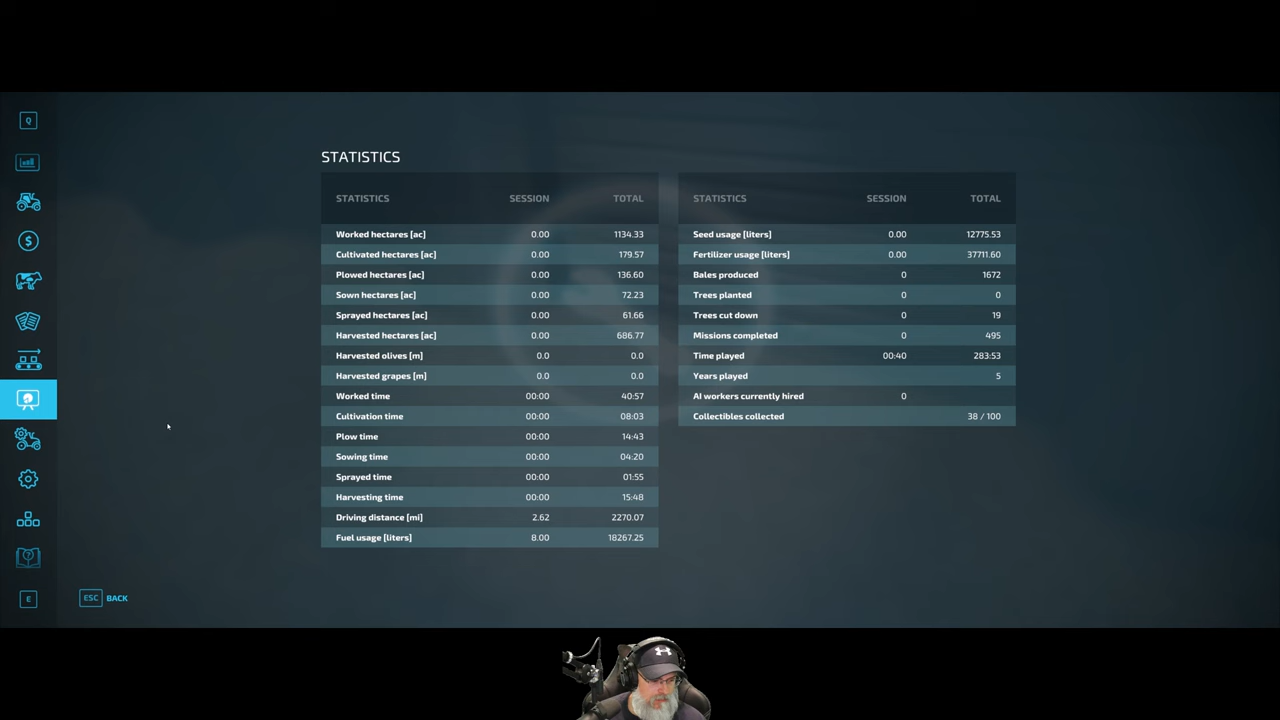 Q
STATISTICS
STATISTICS SESSION TOTAL
Worked hectares [ac] 0.00 1134.33
Cultivated hectares [ac] 0.00 179.57
Plowed hectares [ac] 0.00 136.60
Sown hectares [ac] 0.00 72.23
Sprayed hectares [ac] 0.00 61.66
Harvested hectares [ac] 0.00 686.77
Harvested olives [m] 0.0 0.0
Harvested grapes [m] 0.0 0.0
Worked time 00:00 40:57
Cultivation time 00:00 08:03
Plow time 00:00 14:43
Sowing time 00:00 04:20
Sprayed time 00:00 01:55
Harvesting time 00:00 15:48
Driving distance [mi] 2.62 2270.07
Fuel usage [liters] 8.00 18267.25
STATISTICS SESSION TOTAL
Seed usage [liters] 0.00 12775.53
Fertilizer usage [liters] 0.00 37711.60
Bales produced 0 1672
Trees planted 0 0
Trees cut down 0 19
Missions completed 0 495
Time played 00:40 283:53
Years played 5
AI workers currently hired 0
Collectibles collected 38 / 100
E
ESC BACK